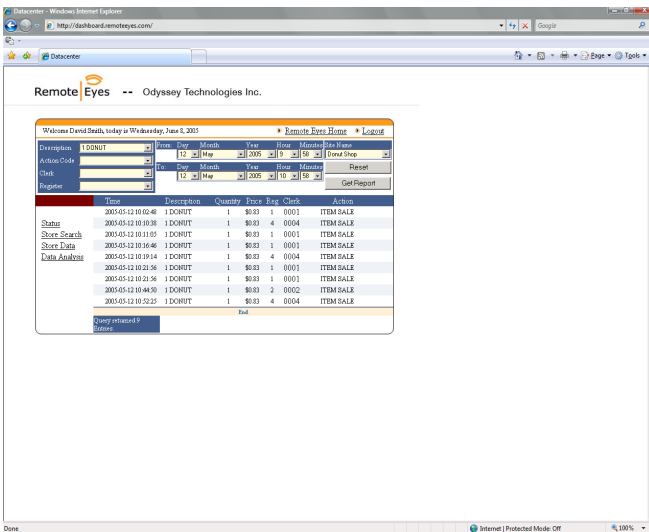 Datacenter - Windows Internet Explorer
http://dashboard.remoteeyes.com/
Google
Datacenter
Page Tools
Remote Eyes -- Odyssey Technologies Inc.
Welcome David Smith, today is Wednesday, June 8, 2005
Remote Eyes Home Logout
Description 1 DONUT From: Day Month Year Hour Minutes Site Name
12 May 2005 9 58 Donut Shop
Action Code
To: Day Month Year Hour Minutes Reset
Clerk 12 May 2005 10 58
Register Get Report
Time Description Quantity Price Reg Clerk Action
2005-05-12 10:02:48 1 DONUT 1 $0.83 1 0001 ITEM SALE
Status 2005-05-12 10:10:38 1 DONUT 1 $0.83 4 0004 ITEM SALE
Store Search 2005-05-12 10:11:05 1 DONUT 1 $0.83 1 0001 ITEM SALE
Store Data 2005-05-12 10:16:46 1 DONUT 1 $0.83 1 0001 ITEM SALE
Data Analysis 2005-05-12 10:19:14 1 DONUT 1 $0.83 4 0004 ITEM SALE
2005-05-12 10:21:56 1 DONUT 1 $0.83 1 0001 ITEM SALE
2005-05-12 10:21:56 1 DONUT 1 $0.83 1 0001 ITEM SALE
2005-05-12 10:44:50 1 DONUT 1 $0.83 2 0002 ITEM SALE
2005-05-12 10:52:25 1 DONUT 1 $0.83 4 0004 ITEM SALE
End
Query returned 9
Entries
Done Internet | Protected Mode: Off 100%